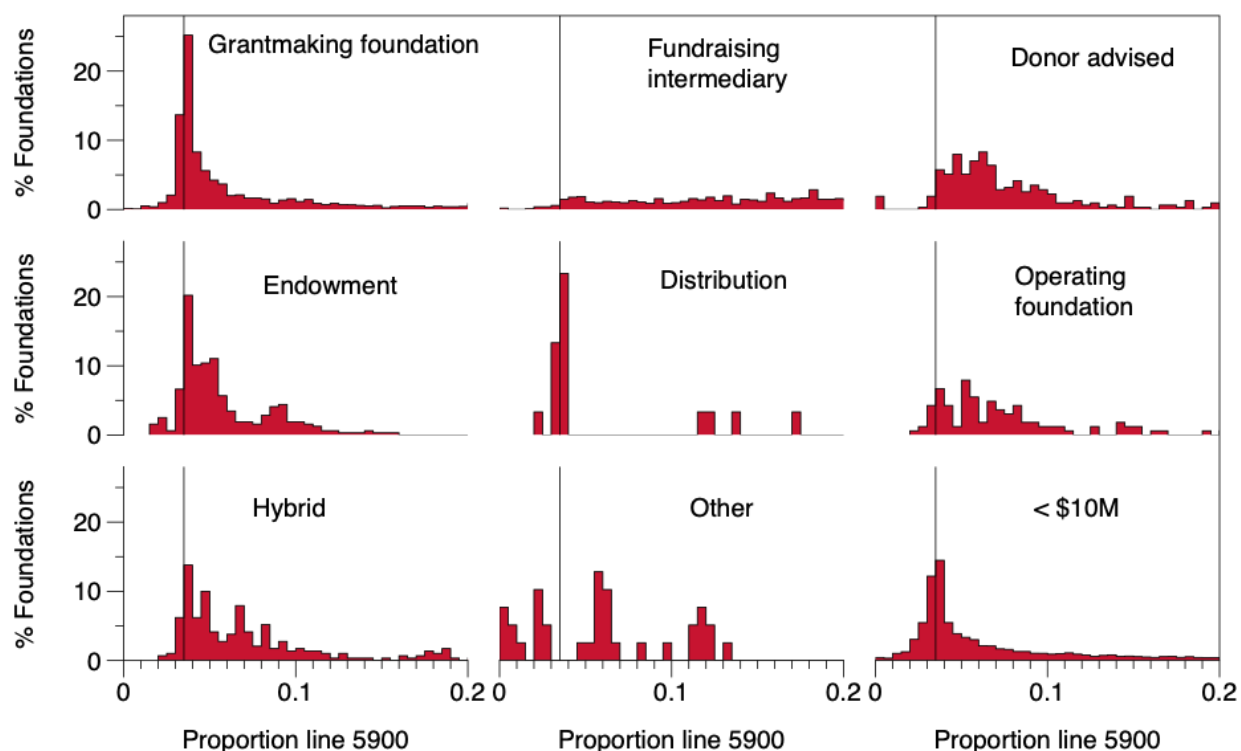 % Foundations
20
10
0
Grantmaking foundation
Fundraising
intermediary
Donor advised
% Foundations
20
10
0
Endowment
Distribution
Operating
foundation
% Foundations
20
10
0
Hybrid
Other
< $10M
0 0.1 0.2 0 0.1 0.2 0 0.1 0.2
Proportion line 5900 Proportion line 5900 Proportion line 5900